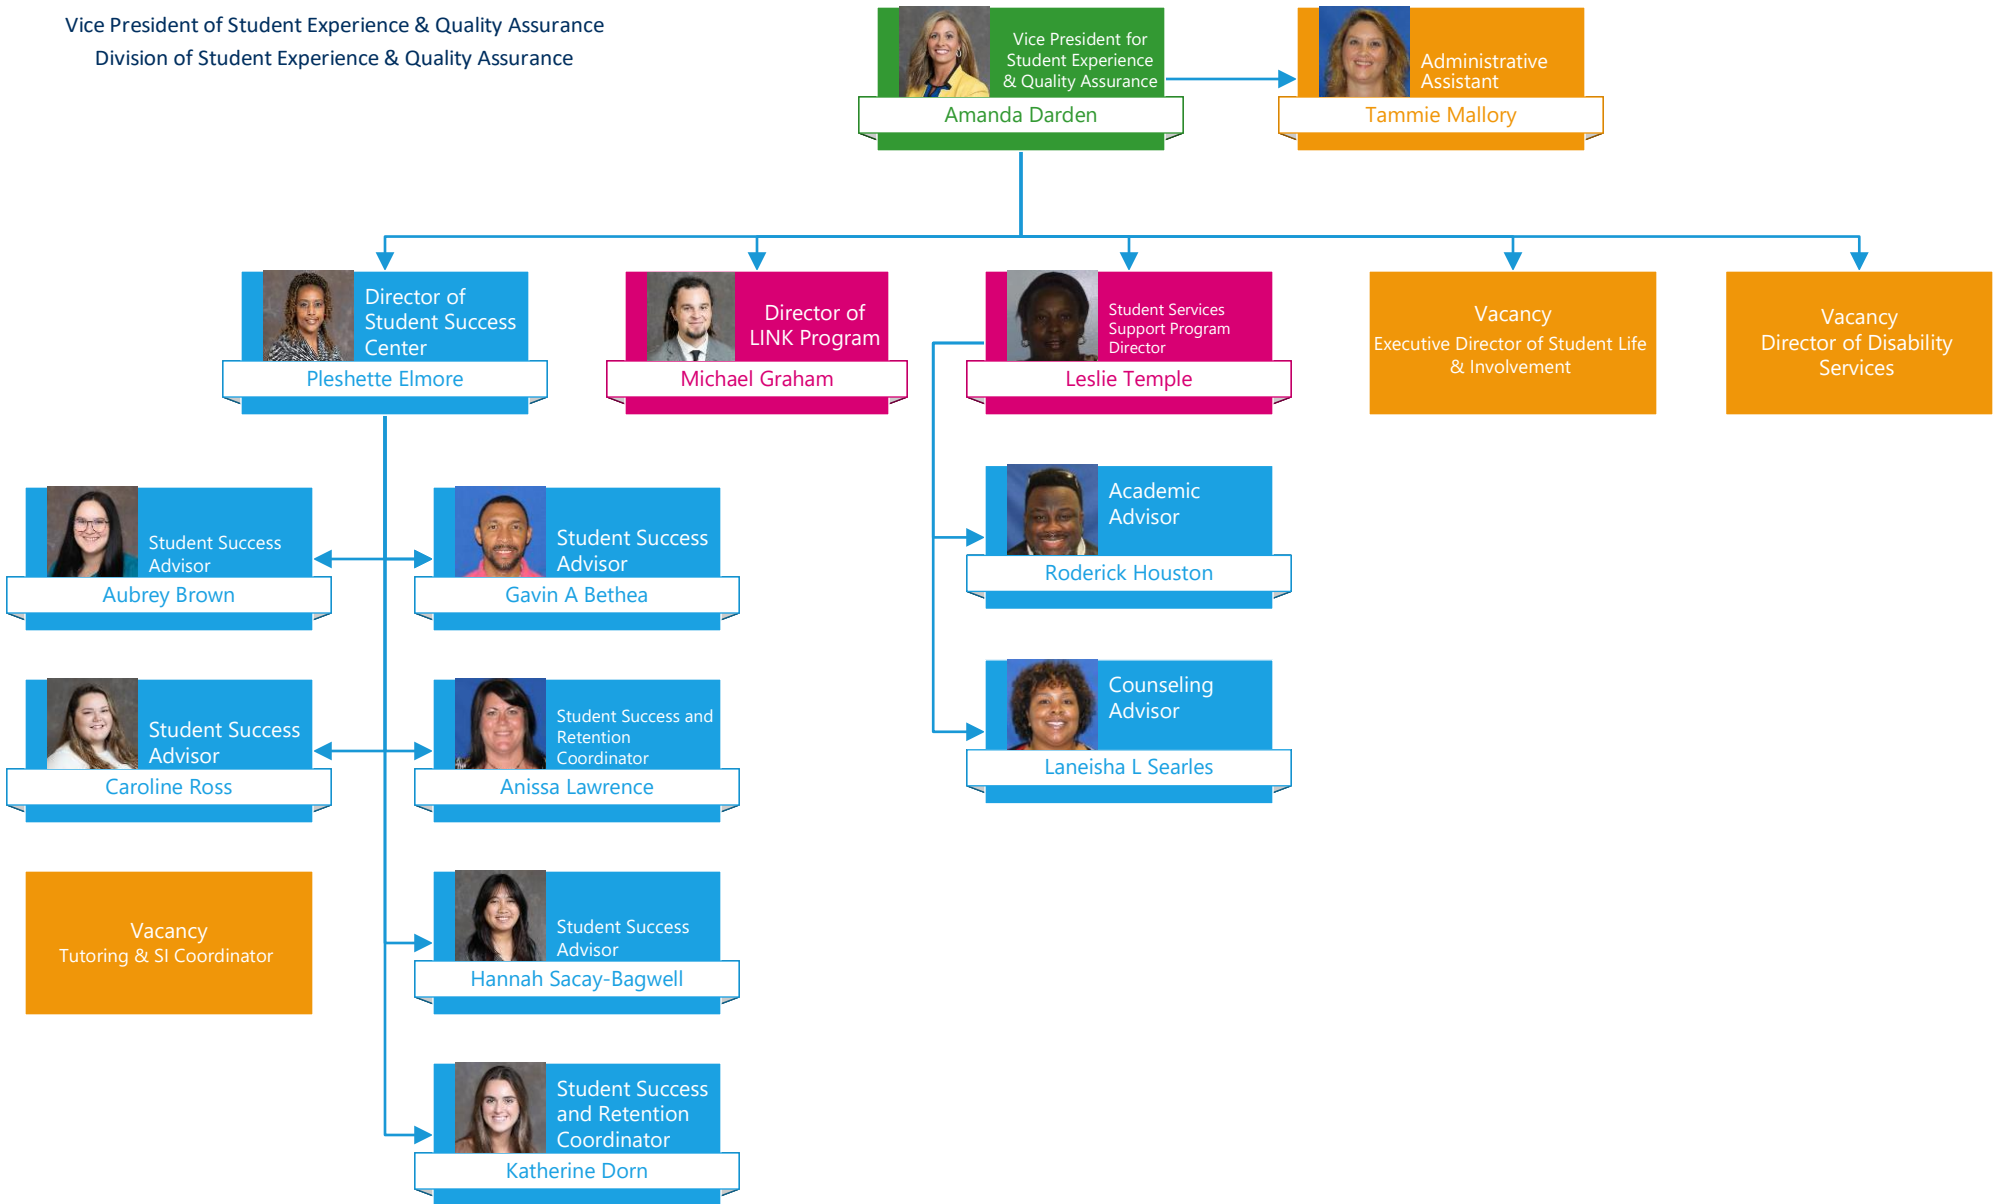 Vice President of Student Experience & Quality Assurance
Division of Student Experience & Quality Assurance
Vice President for
Student Experience
& Quality Assurance
Amanda Darden
Administrative
Assistant
Tammie Mallory
Director of
Student Success
Center
Pleshette Elmore
Director of
LINK Program
Michael Graham
Student Services
Support Program
Director
Leslie Temple
Vacancy
Executive Director of Student Life
& Involvement
Vacancy
Director of Disability
Services
Student Success
Advisor
Aubrey Brown
Student Success
Advisor
Gavin A Bethea
Academic
Advisor
Roderick Houston
Student Success
Advisor
Caroline Ross
Student Success and
Retention
Coordinator
Anissa Lawrence
Counseling
Advisor
Laneisha L Searles
Vacancy
Tutoring & SI Coordinator
Student Success
Advisor
Hannah Sacay-Bagwell
Student Success
and Retention
Coordinator
Katherine Dorn